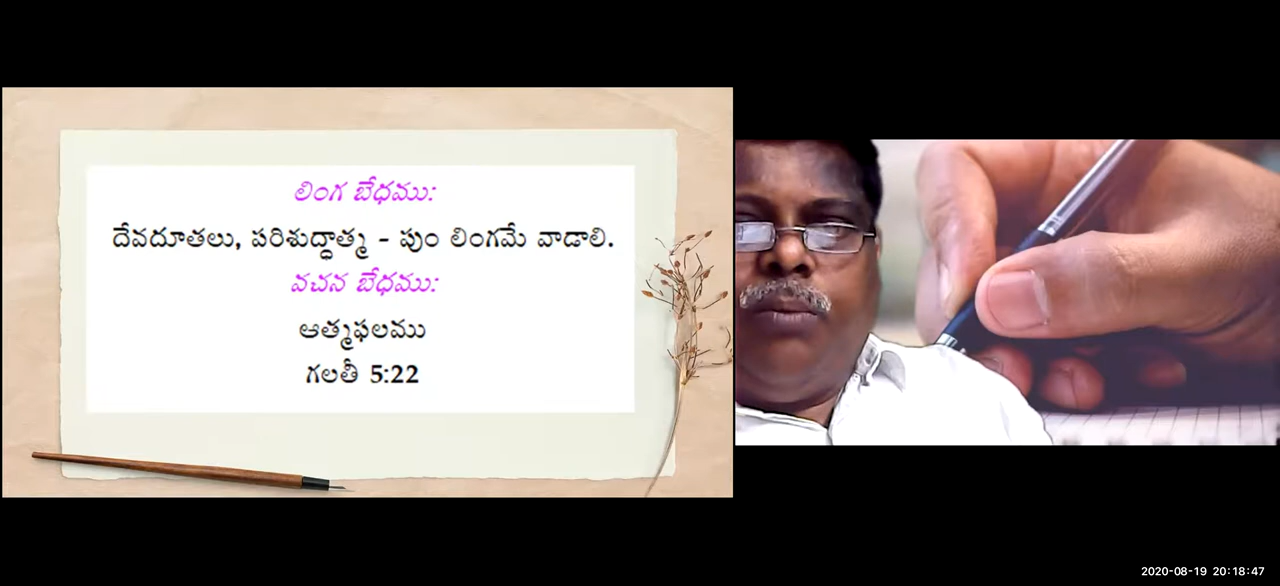 లింగ బేధము:
దేవదూతలు, పరిశుద్ధాత్మ - పుం లింగమే వాడాలి.
వచన బేధము:
ఆత్మఫలము
గలతీ 5:22
2020-08-19 20:18:47